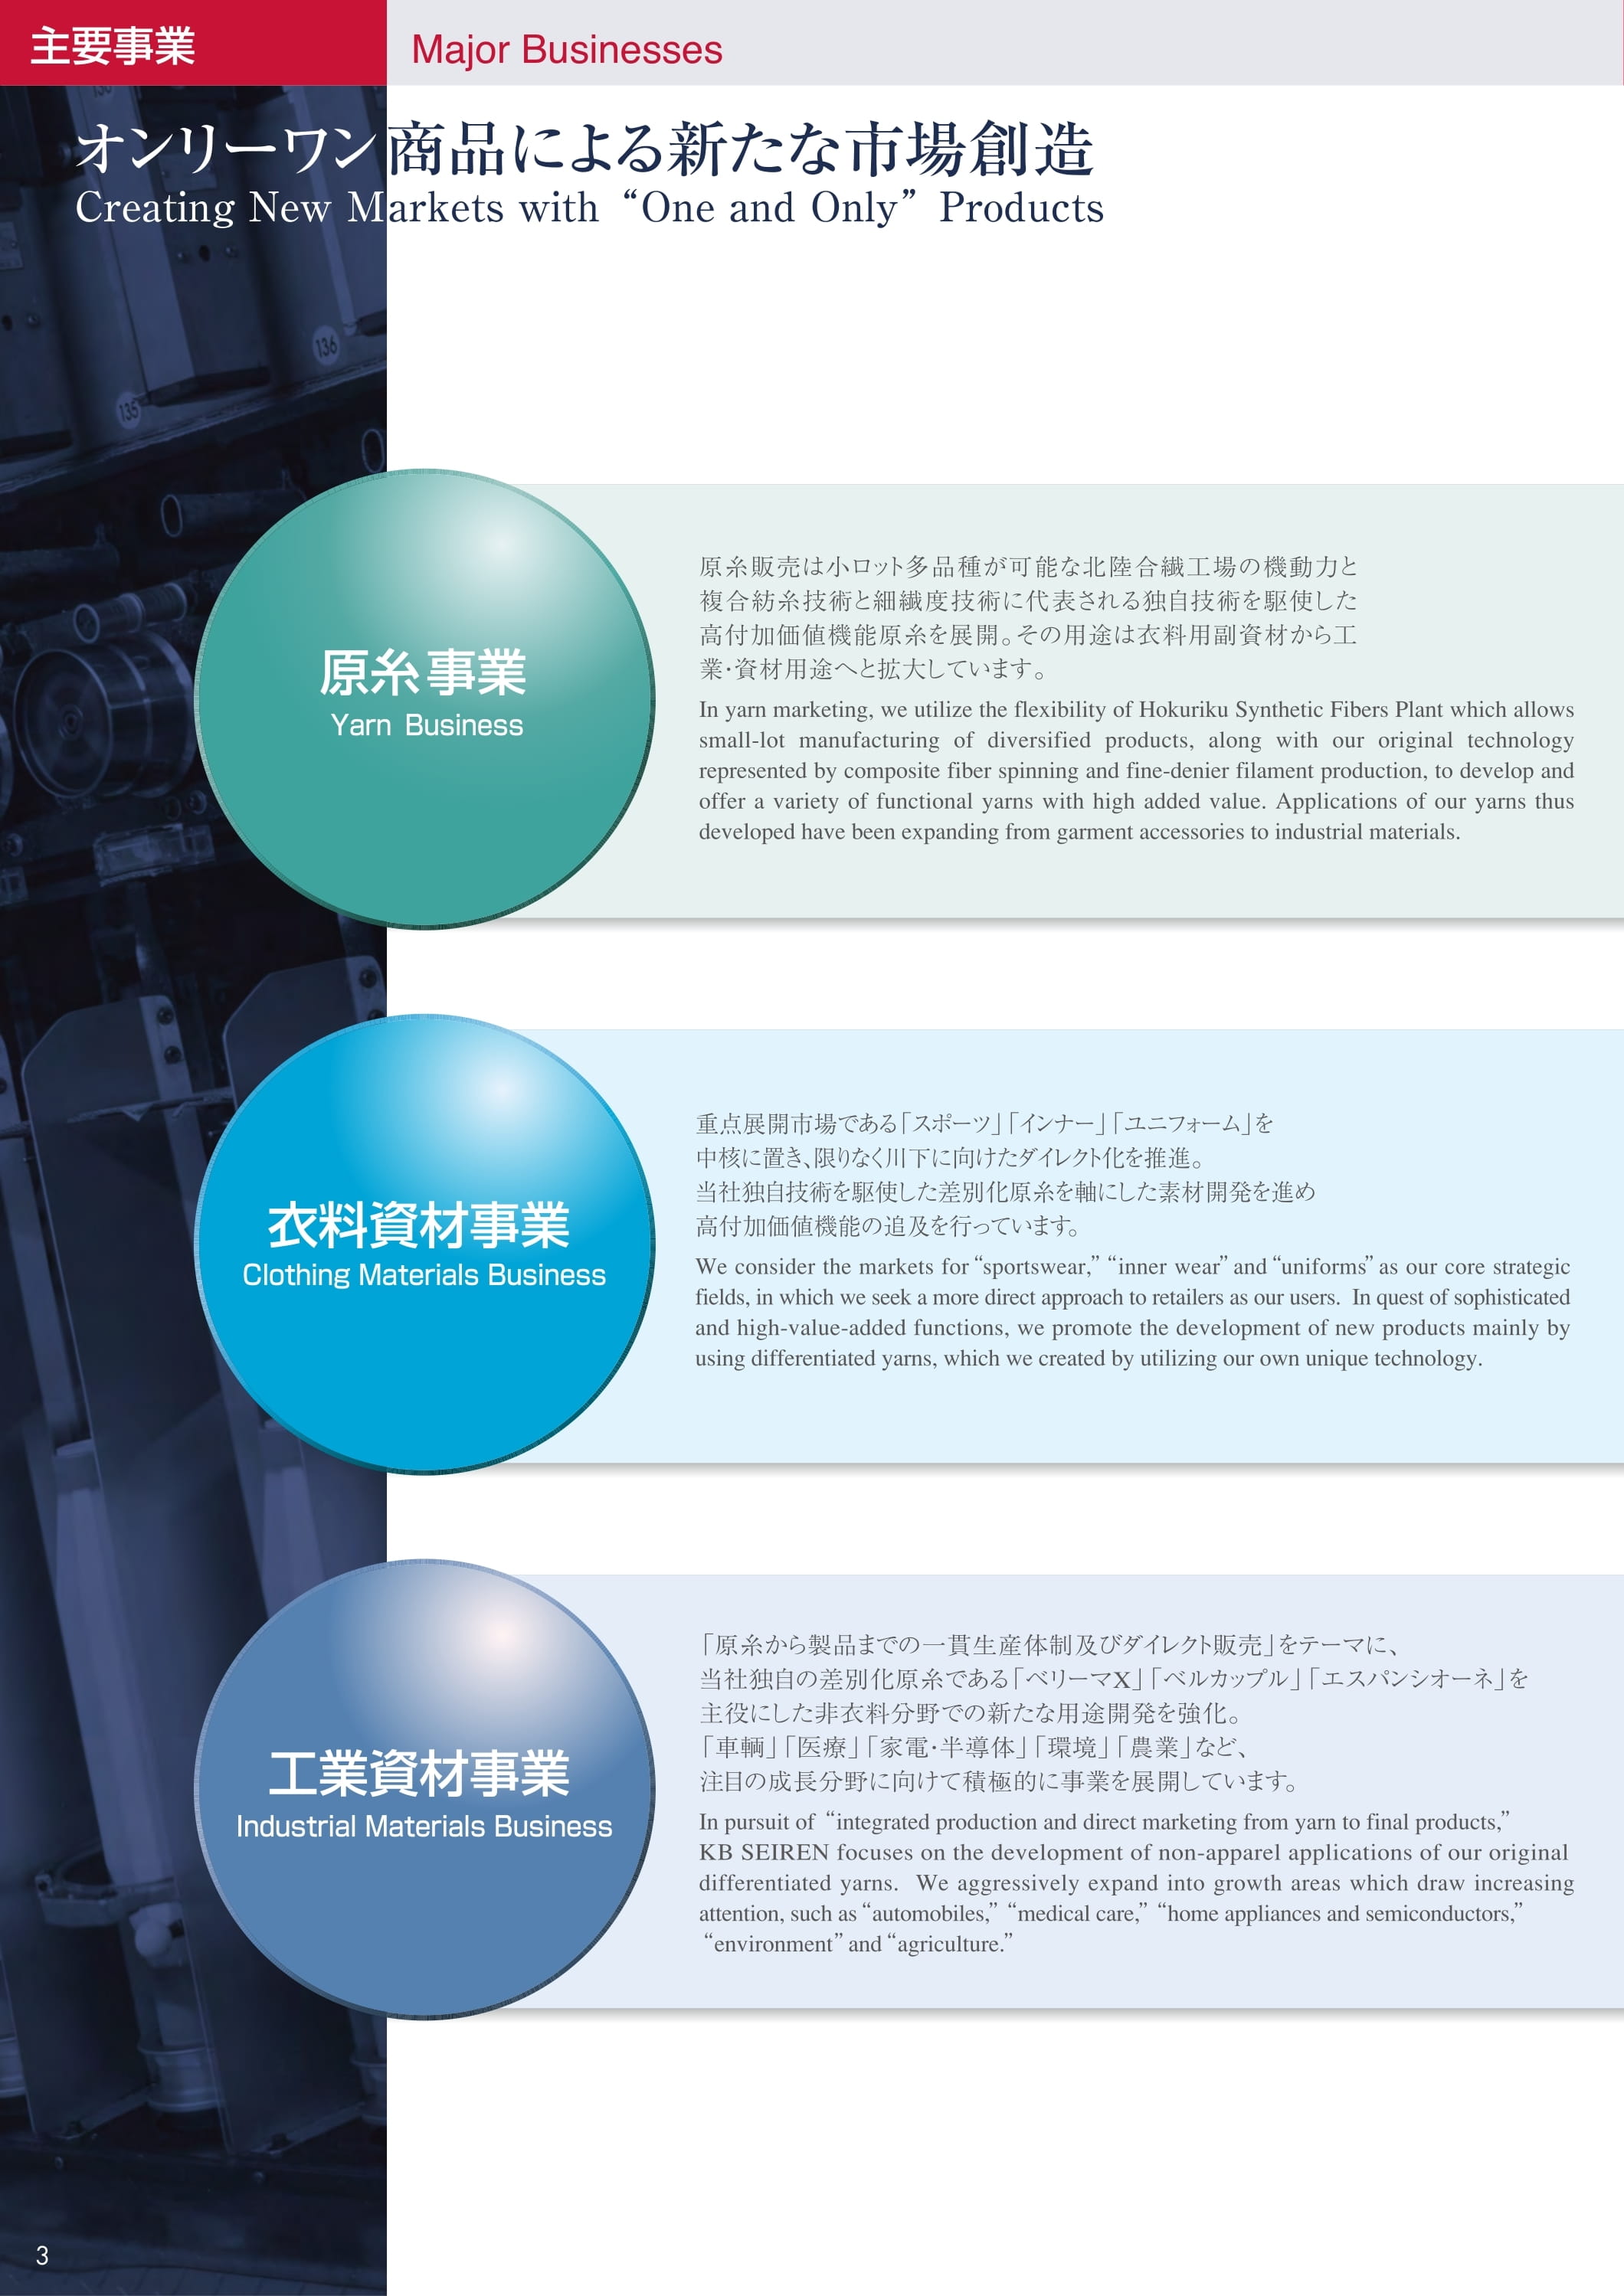 主要事業
Major Businesses
オンリーワン商品による新たな市場創造
Creating New Markets with “One and Only” Products
136
135
原糸事業
Yarn Business
原糸販売は小ロット多品種が可能な北陸合繊工場の機動力と
複合紡糸技術と細繊度技術に代表される独自技術を駆使した
高付加価値機能原糸を展開。その用途は衣料用副資材から工
業・資材用途へと拡大しています。
In yarn marketing, we utilize the flexibility of Hokuriku Synthetic Fibers Plant which allows
small-lot manufacturing of diversified products, along with our original technology
represented by composite fiber spinning and fine-denier filament production, to develop and
offer a variety of functional yarns with high added value. Applications of our yarns thus
developed have been expanding from garment accessories to industrial materials.
衣料資材事業
Clothing Materials Business
重点展開市場である「スポーツ」「インナー」「ユニフォーム」を
中核に置き、限りなく川下に向けたダイレクト化を推進。
当社独自技術を駆使した差別化原糸を軸にした素材開発を進め
高付加価値機能の追及を行っています。
We consider the markets for “sportswear,” “inner wear” and “uniforms” as our core strategic
fields, in which we seek a more direct approach to retailers as our users. In quest of sophisticated
and high-value-added functions, we promote the development of new products mainly by
using differentiated yarns, which we created by utilizing our own unique technology.
工業資材事業
Industrial Materials Business
「原糸から製品までの一貫生産体制及びダイレクト販売」をテーマに、
当社独自の差別化原糸である「ベリーマX」「ベルカップル」「エスパンシオーネ」を
主役にした非衣料分野での新たな用途開発を強化。
「車輌」「医療」「家電・半導体」「環境」「農業」など、
注目の成長分野に向けて積極的に事業を展開しています。
In pursuit of “integrated production and direct marketing from yarn to final products,”
KB SEIREN focuses on the development of non-apparel applications of our original
differentiated yarns. We aggressively expand into growth areas which draw increasing
attention, such as “automobiles,” “medical care,” “home appliances and semiconductors,”
“environment” and “agriculture.”
3